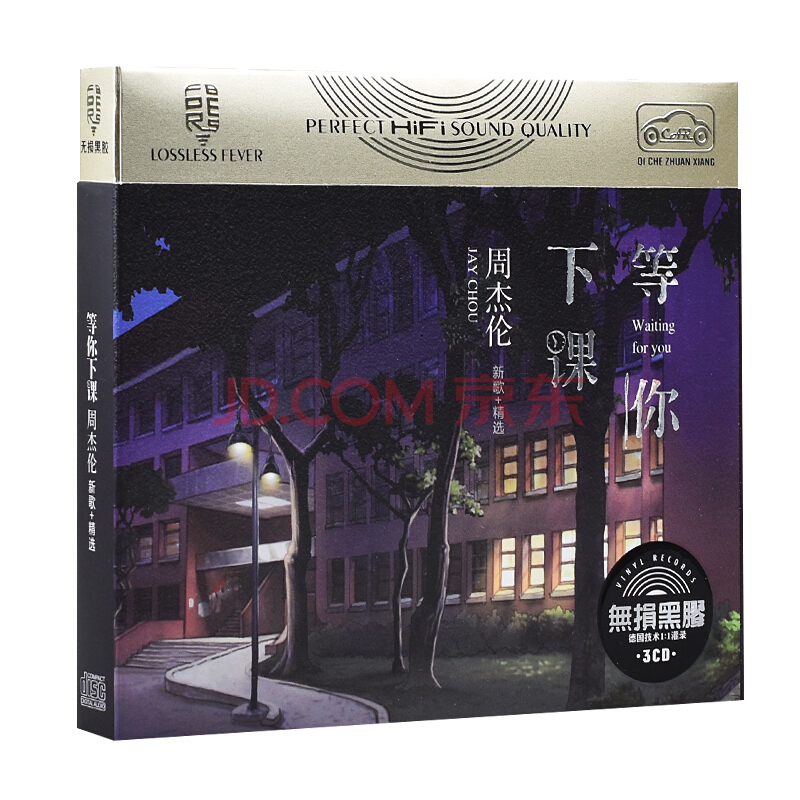 无损黑胶
LOSSLESS FEVER
PERFECT HiFi SOUND QUALITY
CAR
QI CHE ZHUAN XIANG
等你
下课
Waiting
for you
周杰伦
JAY CHOU
新歌+精选
JD.COM 京东
等你下课 周杰伦 新歌+精选
COMPACT
disc
DIGITAL AUDIO
VINYL RECORDS
無損黑膠
德国技术1:1灌录
·3CD·